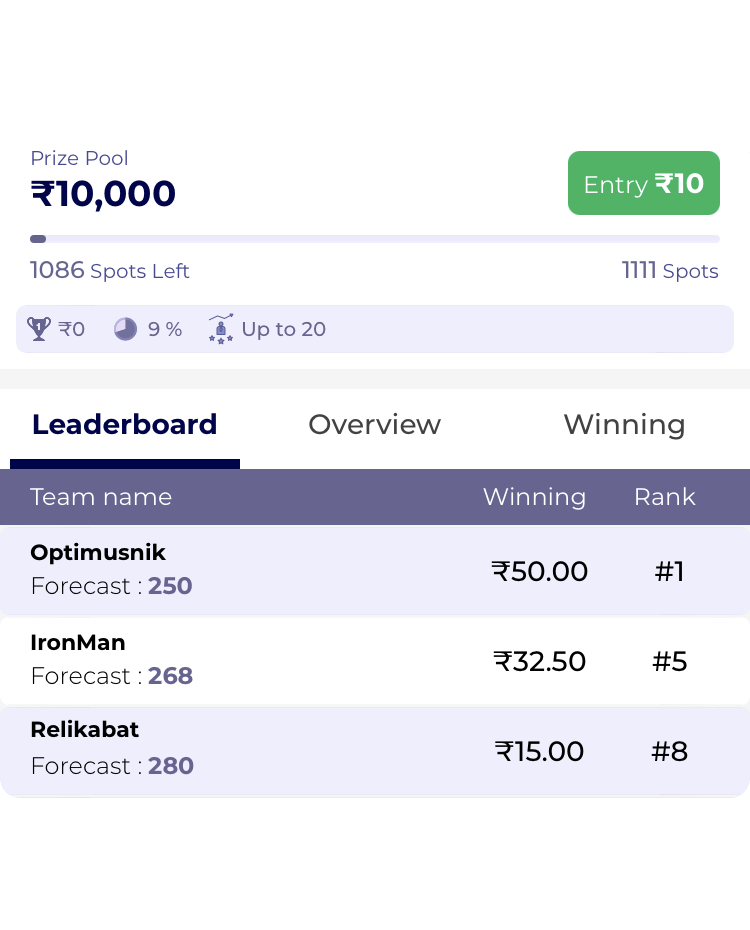 Prize Pool
₹10,000
Entry ₹10
1086 Spots Left
1111 Spots
1 ₹0 9 % Up to 20
Leaderboard Overview Winning
Team name Winning Rank
Optimusnik
Forecast : 250
₹50.00 #1
IronMan
Forecast : 268
₹32.50 #5
Relikabat
Forecast : 280
₹15.00 #8